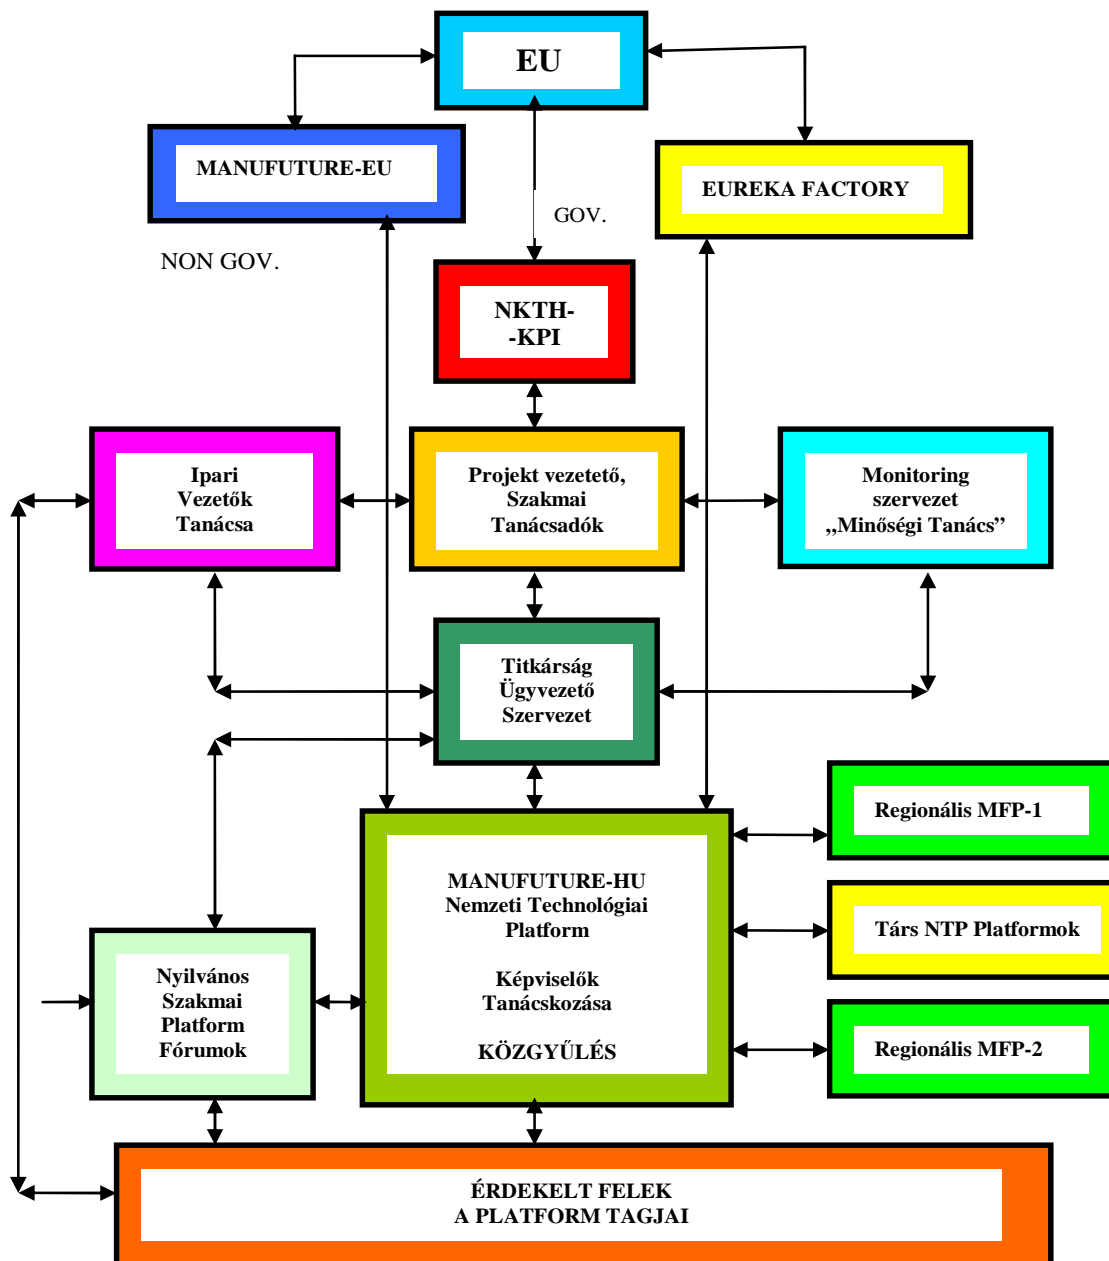 EU
MANUFUTURE-EU
EUREKA FACTORY
GOV.
NON GOV.
NKTH-
-KPI
Ipari
Vezetők
Tanácsa
Projekt vezetető,
Szakmai
Tanácsadók
Monitoring
szervezet
„Minőségi Tanács”
Titkárság
Ügyvezető
Szervezet
Regionális MFP-1
MANUFUTURE-HU
Nemzeti Technológiai
Platform
Képviselők
Tanácskozása
KÖZGYŰLÉS
Társ NTP Platformok
Nyilvános
Szakmai
Platform
Fórumok
Regionális MFP-2
ÉRDEKELT FELEK
A PLATFORM TAGJAI